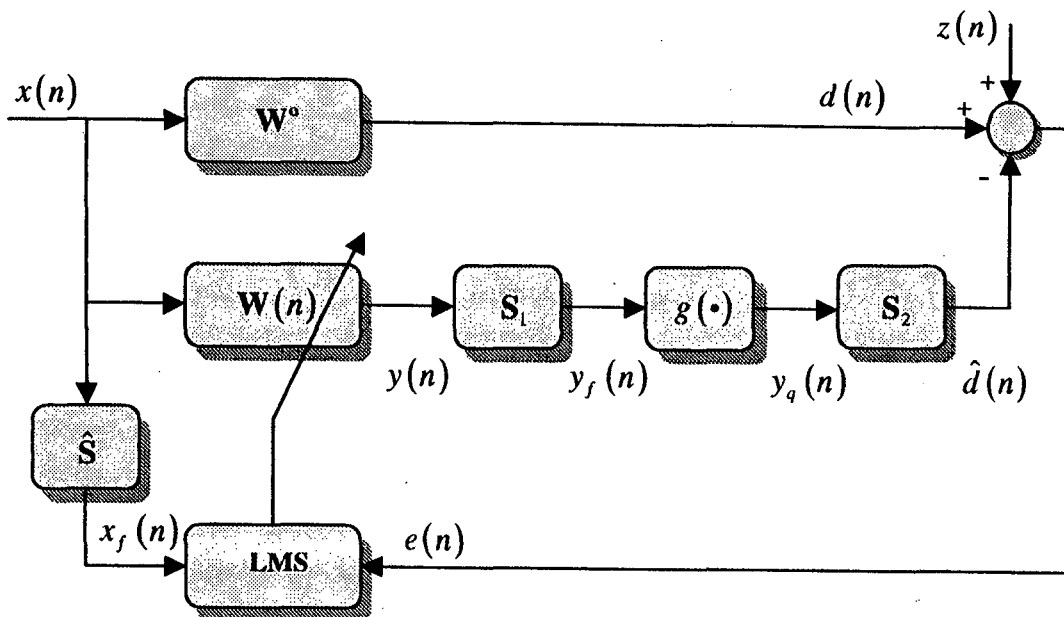 z(n)
x(n)
W°
d(n)
+
+
-
W(n)
S₁
g(•)
S₂
y(n)
y_f(n)
y_q(n)
d̂(n)
Ŝ
x_f(n)
LMS
e(n)